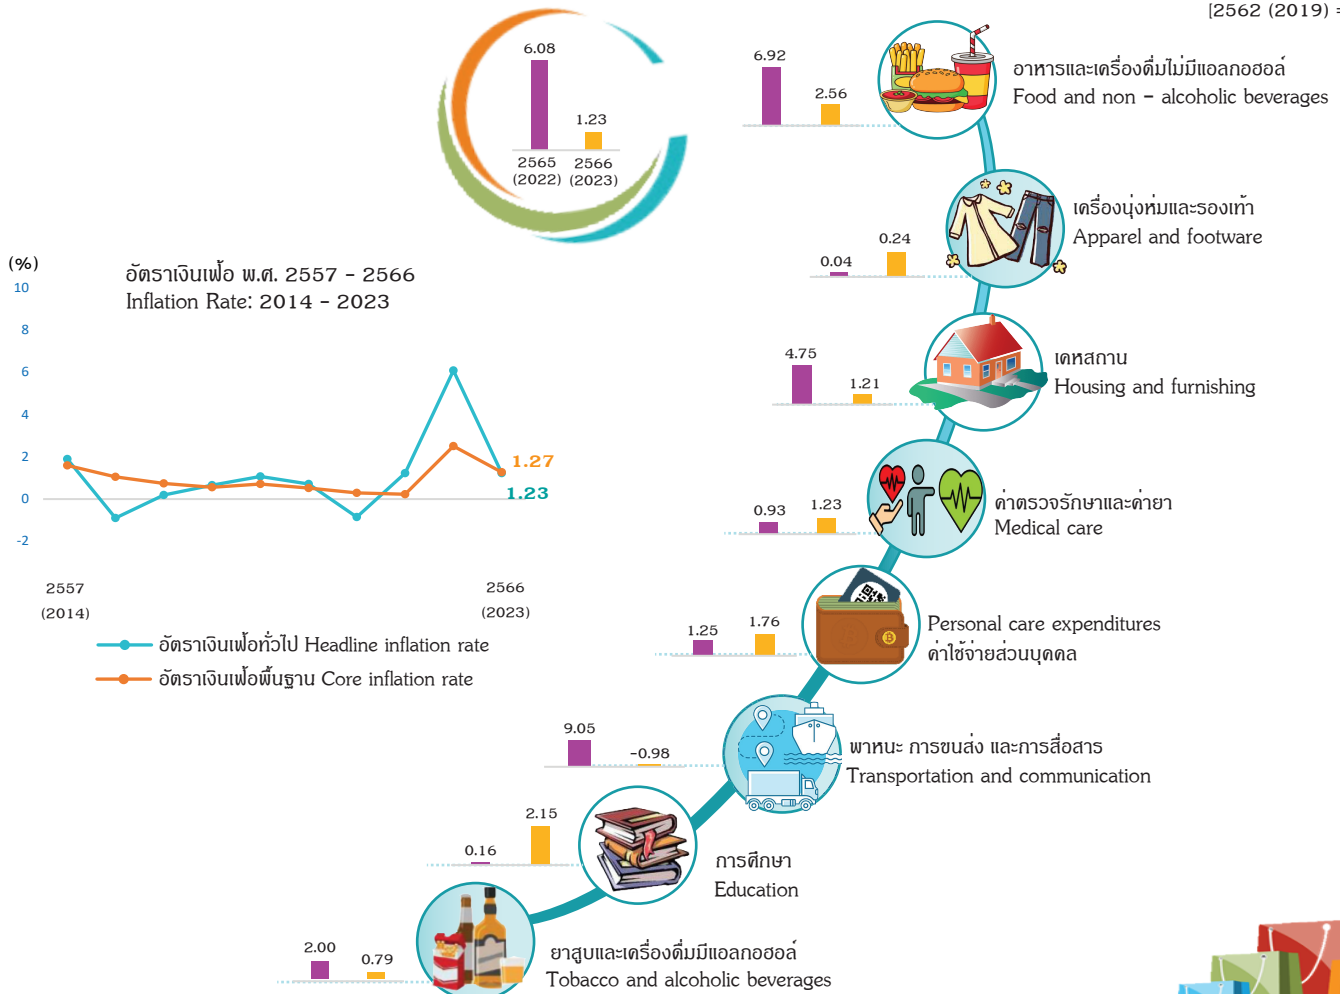 [2562 (2019) =
6.08
1.23
2565
(2022)
2566
(2023)
6.92
2.56
อาหารและเครื่องดื่มไม่มีแอลกอฮอล์
Food and non - alcoholic beverages
0.04
0.24
เครื่องนุ่งห่มและรองเท้า
Apparel and footware
4.75
1.21
เคหสถาน
Housing and furnishing
0.93
1.23
ค่าตรวจรักษาและค่ายา
Medical care
1.25
1.76
Personal care expenditures
ค่าใช้จ่ายส่วนบุคคล
9.05
-0.98
พาหนะ การขนส่ง และการสื่อสาร
Transportation and communication
0.16
2.15
การศึกษา
Education
2.00
0.79
ยาสูบและเครื่องดื่มมีแอลกอฮอล์
Tobacco and alcoholic beverages
(%)
อัตราเงินเฟ้อ พ.ศ. 2557 - 2566
Inflation Rate: 2014 - 2023
10
8
6
4
2
0
-2
1.27
1.23
2557
(2014)
2566
(2023)
อัตราเงินเฟ้อทั่วไป Headline inflation rate
อัตราเงินเฟ้อพื้นฐาน Core inflation rate